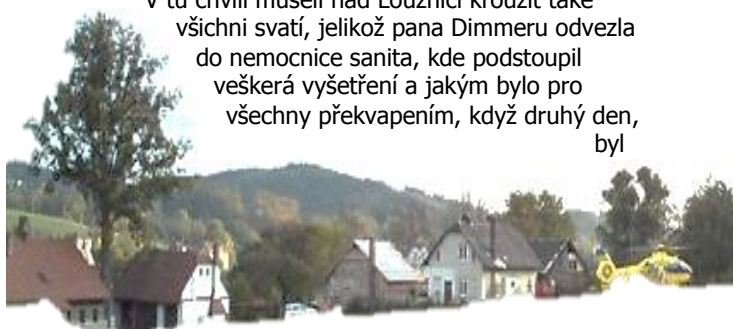 V tu chvíli museli nad Loužnicí kroužit také
všichni svatí, jelikož pana Dimmeru odvezla
do nemocnice sanita, kde podstoupil
veškerá vyšetření a jakým bylo pro
všechny překvapením, když druhý den,
byl